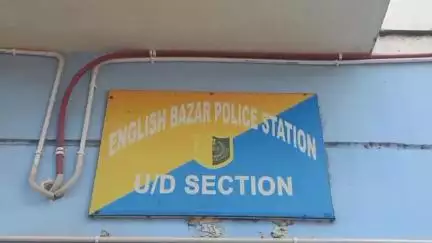 ENGLISH BAZAR POLICE STATION
U/D SECTION